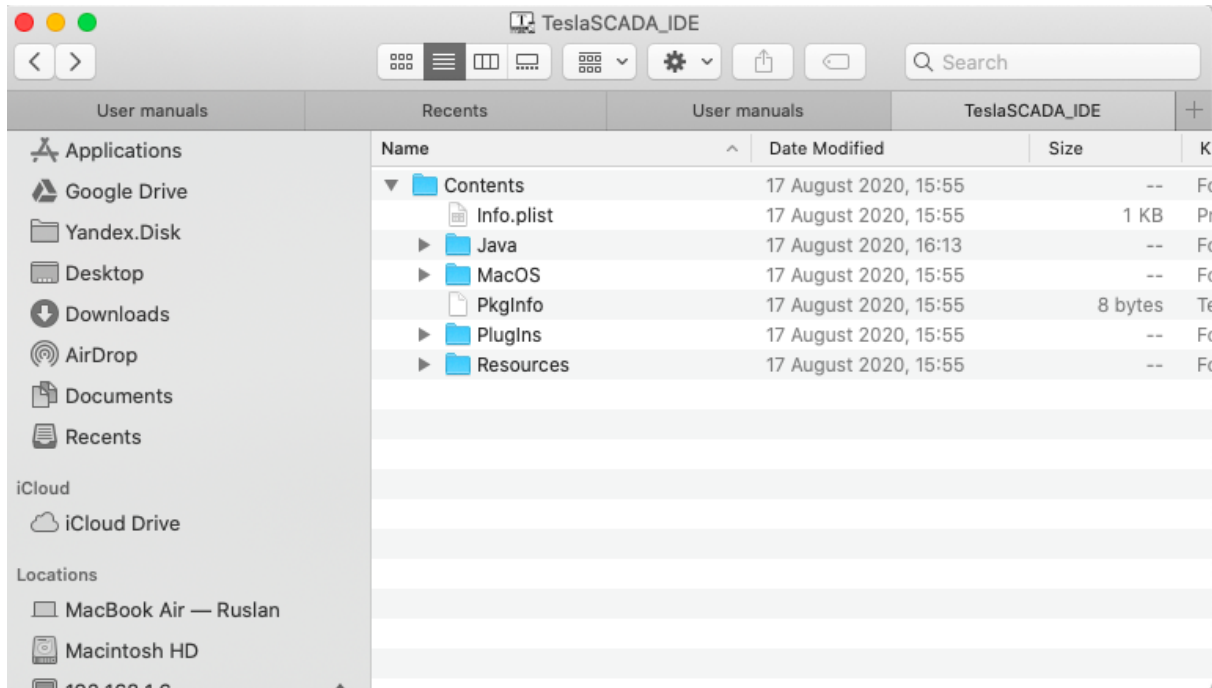 TeslaSCADA_IDE
Search
User manuals Recents User manuals TeslaSCADA_IDE
Name Date Modified Size K
Contents 17 August 2020, 15:55 --
Info.plist 17 August 2020, 15:55 1 KB
Java 17 August 2020, 16:13 --
MacOS 17 August 2020, 15:55 --
PkgInfo 17 August 2020, 15:55 8 bytes
PlugIns 17 August 2020, 15:55 --
Resources 17 August 2020, 15:55 --
Applications
Google Drive
Yandex.Disk
Desktop
Downloads
AirDrop
Documents
Recents
iCloud
iCloud Drive
Locations
MacBook Air — Ruslan
Macintosh HD